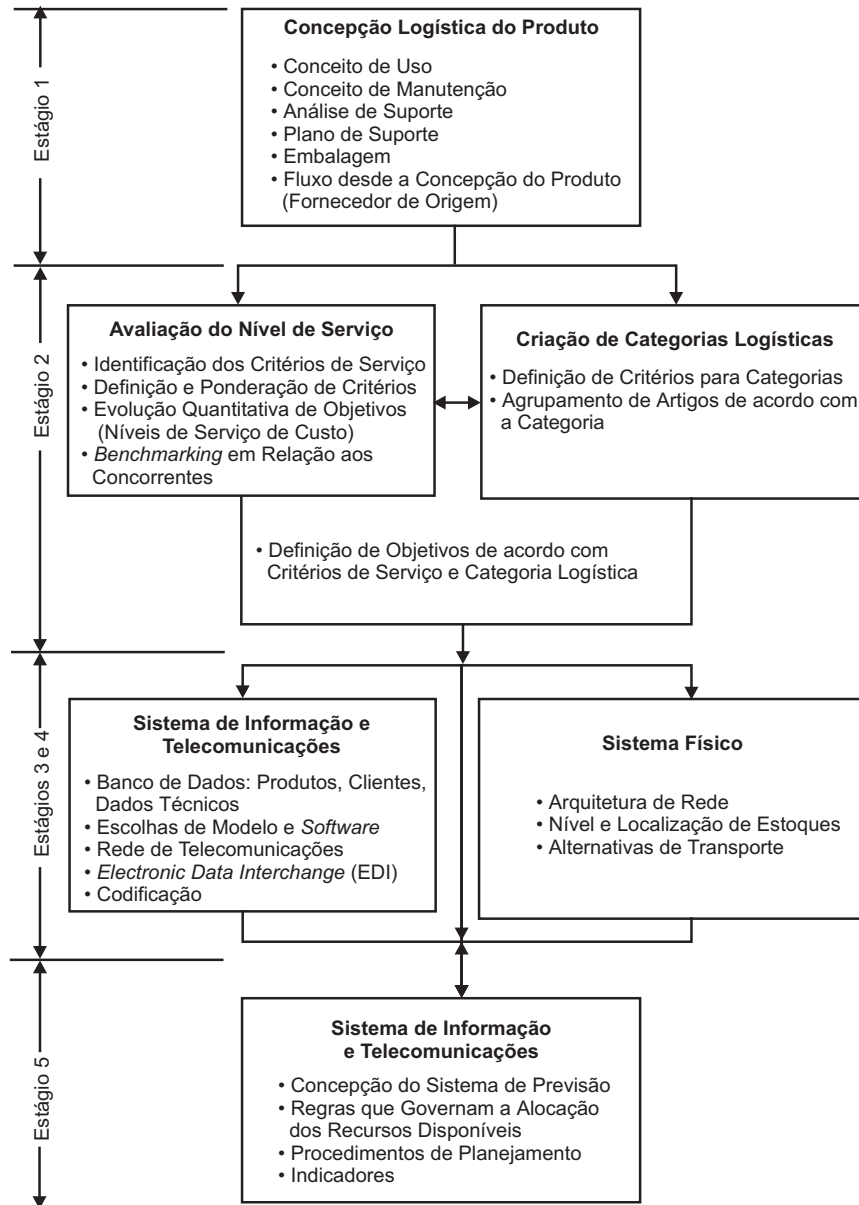 Estágio 1
Concepção Logística do Produto
• Conceito de Uso
• Conceito de Manutenção
• Análise de Suporte
• Plano de Suporte
• Embalagem
• Fluxo desde a Concepção do Produto
(Fornecedor de Origem)
Estágio 2
Avaliação do Nível de Serviço
• Identificação dos Critérios de Serviço
• Definição e Ponderação de Critérios
• Evolução Quantitativa de Objetivos
(Níveis de Serviço de Custo)
• Benchmarking em Relação aos
Concorrentes
Criação de Categorias Logísticas
• Definição de Critérios para Categorias
• Agrupamento de Artigos de acordo com
a Categoria
• Definição de Objetivos de acordo com
Critérios de Serviço e Categoria Logística
Estágios 3 e 4
Sistema de Informação e
Telecomunicações
• Banco de Dados: Produtos, Clientes,
Dados Técnicos
• Escolhas de Modelo e Software
• Rede de Telecomunicações
• Electronic Data Interchange (EDI)
• Codificação
Sistema Físico
• Arquitetura de Rede
• Nível e Localização de Estoques
• Alternativas de Transporte
Estágio 5
Sistema de Informação
e Telecomunicações
• Concepção do Sistema de Previsão
• Regras que Governam a Alocação
dos Recursos Disponíveis
• Procedimentos de Planejamento
• Indicadores